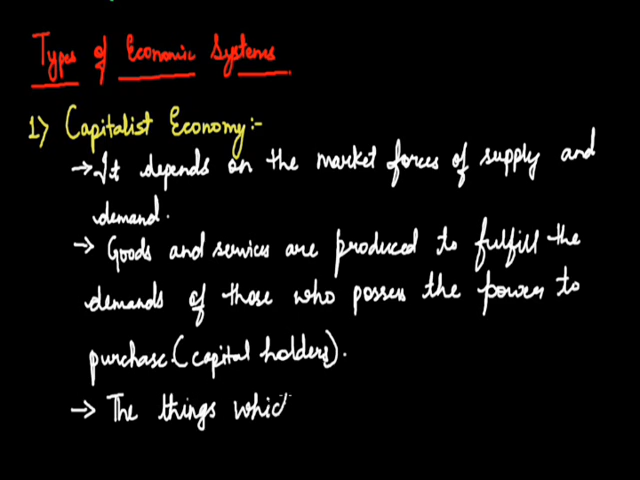 Types of Economic Systems
1) Capitalist Economy:-
→ It depends on the market forces of supply and
demand.
→ Goods and services are produced to fulfill the
demands of those who posses the power to
purchase. (capital holders).
→ The things whic